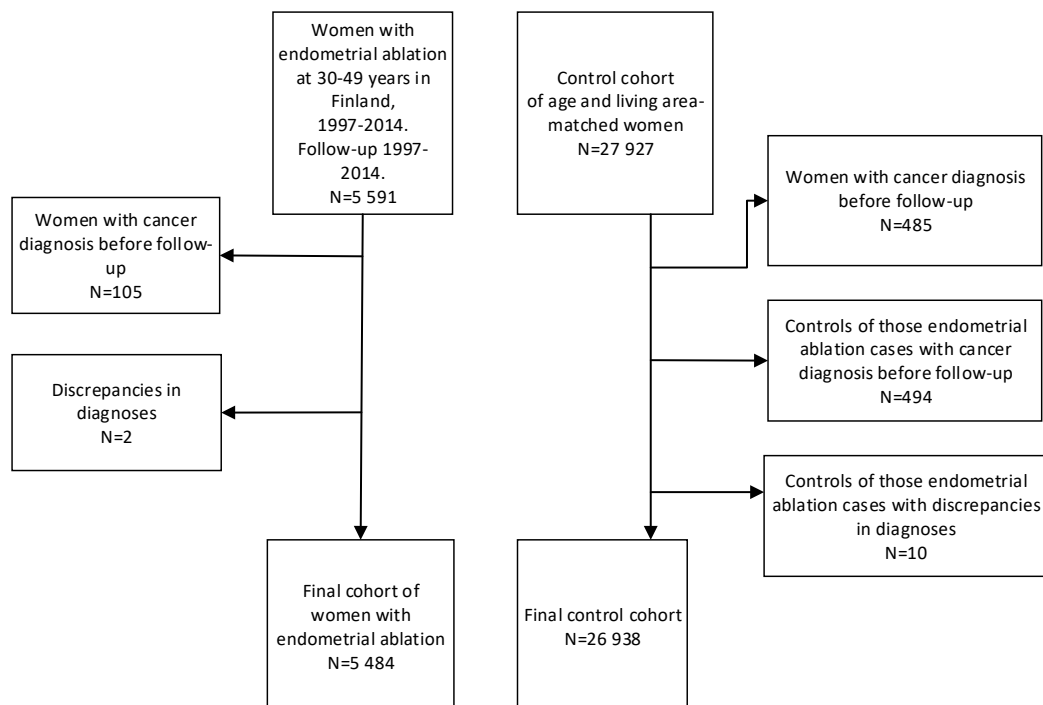 Women with
endometrial ablation
at 30-49 years in
Finland,
1997-2014.
Follow-up 1997-
2014.
N=5 591
Control cohort
of age and living area-
matched women
N=27 927
Women with cancer
diagnosis before follow-
up
N=105
Women with cancer diagnosis
before follow-up
N=485
Discrepancies in
diagnoses
N=2
Controls of those endometrial
ablation cases with cancer
diagnosis before follow-up
N=494
Controls of those endometrial
ablation cases with discrepancies
in diagnoses
N=10
Final cohort of
women with
endometrial ablation
N=5 484
Final control cohort
N=26 938